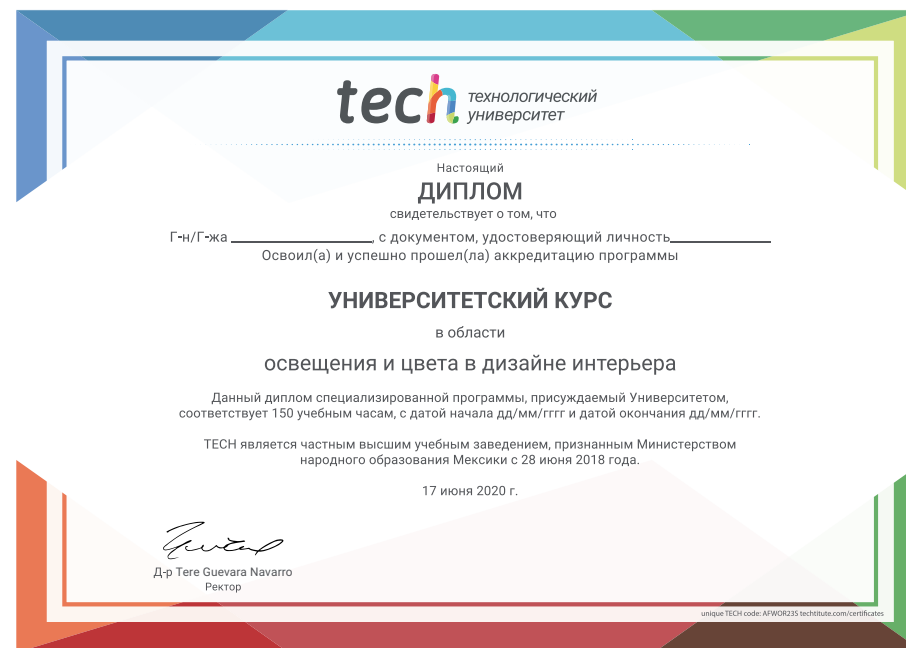 tech технологический
университет
Настоящий
ДИПЛОМ
свидетельствует о том, что
Г-н/Г-жа ____________________, с документом, удостоверяющий личность______________
Освоил(а) и успешно прошел(ла) аккредитацию программы
УНИВЕРСИТЕТСКИЙ КУРС
в области
освещения и цвета в дизайне интерьера
Данный диплом специализированной программы, присуждаемый Университетом,
соответствует 150 учебным часам, с датой начала дд/мм/гггг и датой окончания дд/мм/гггг.
TECH является частным высшим учебным заведением, признанным Министерством
народного образования Мексики с 28 июня 2018 года.
17 июня 2020 г.
Д-р Tere Guevara Navarro
Ректор
unique TECH code: AFWOR23S techtitute.com/certificates